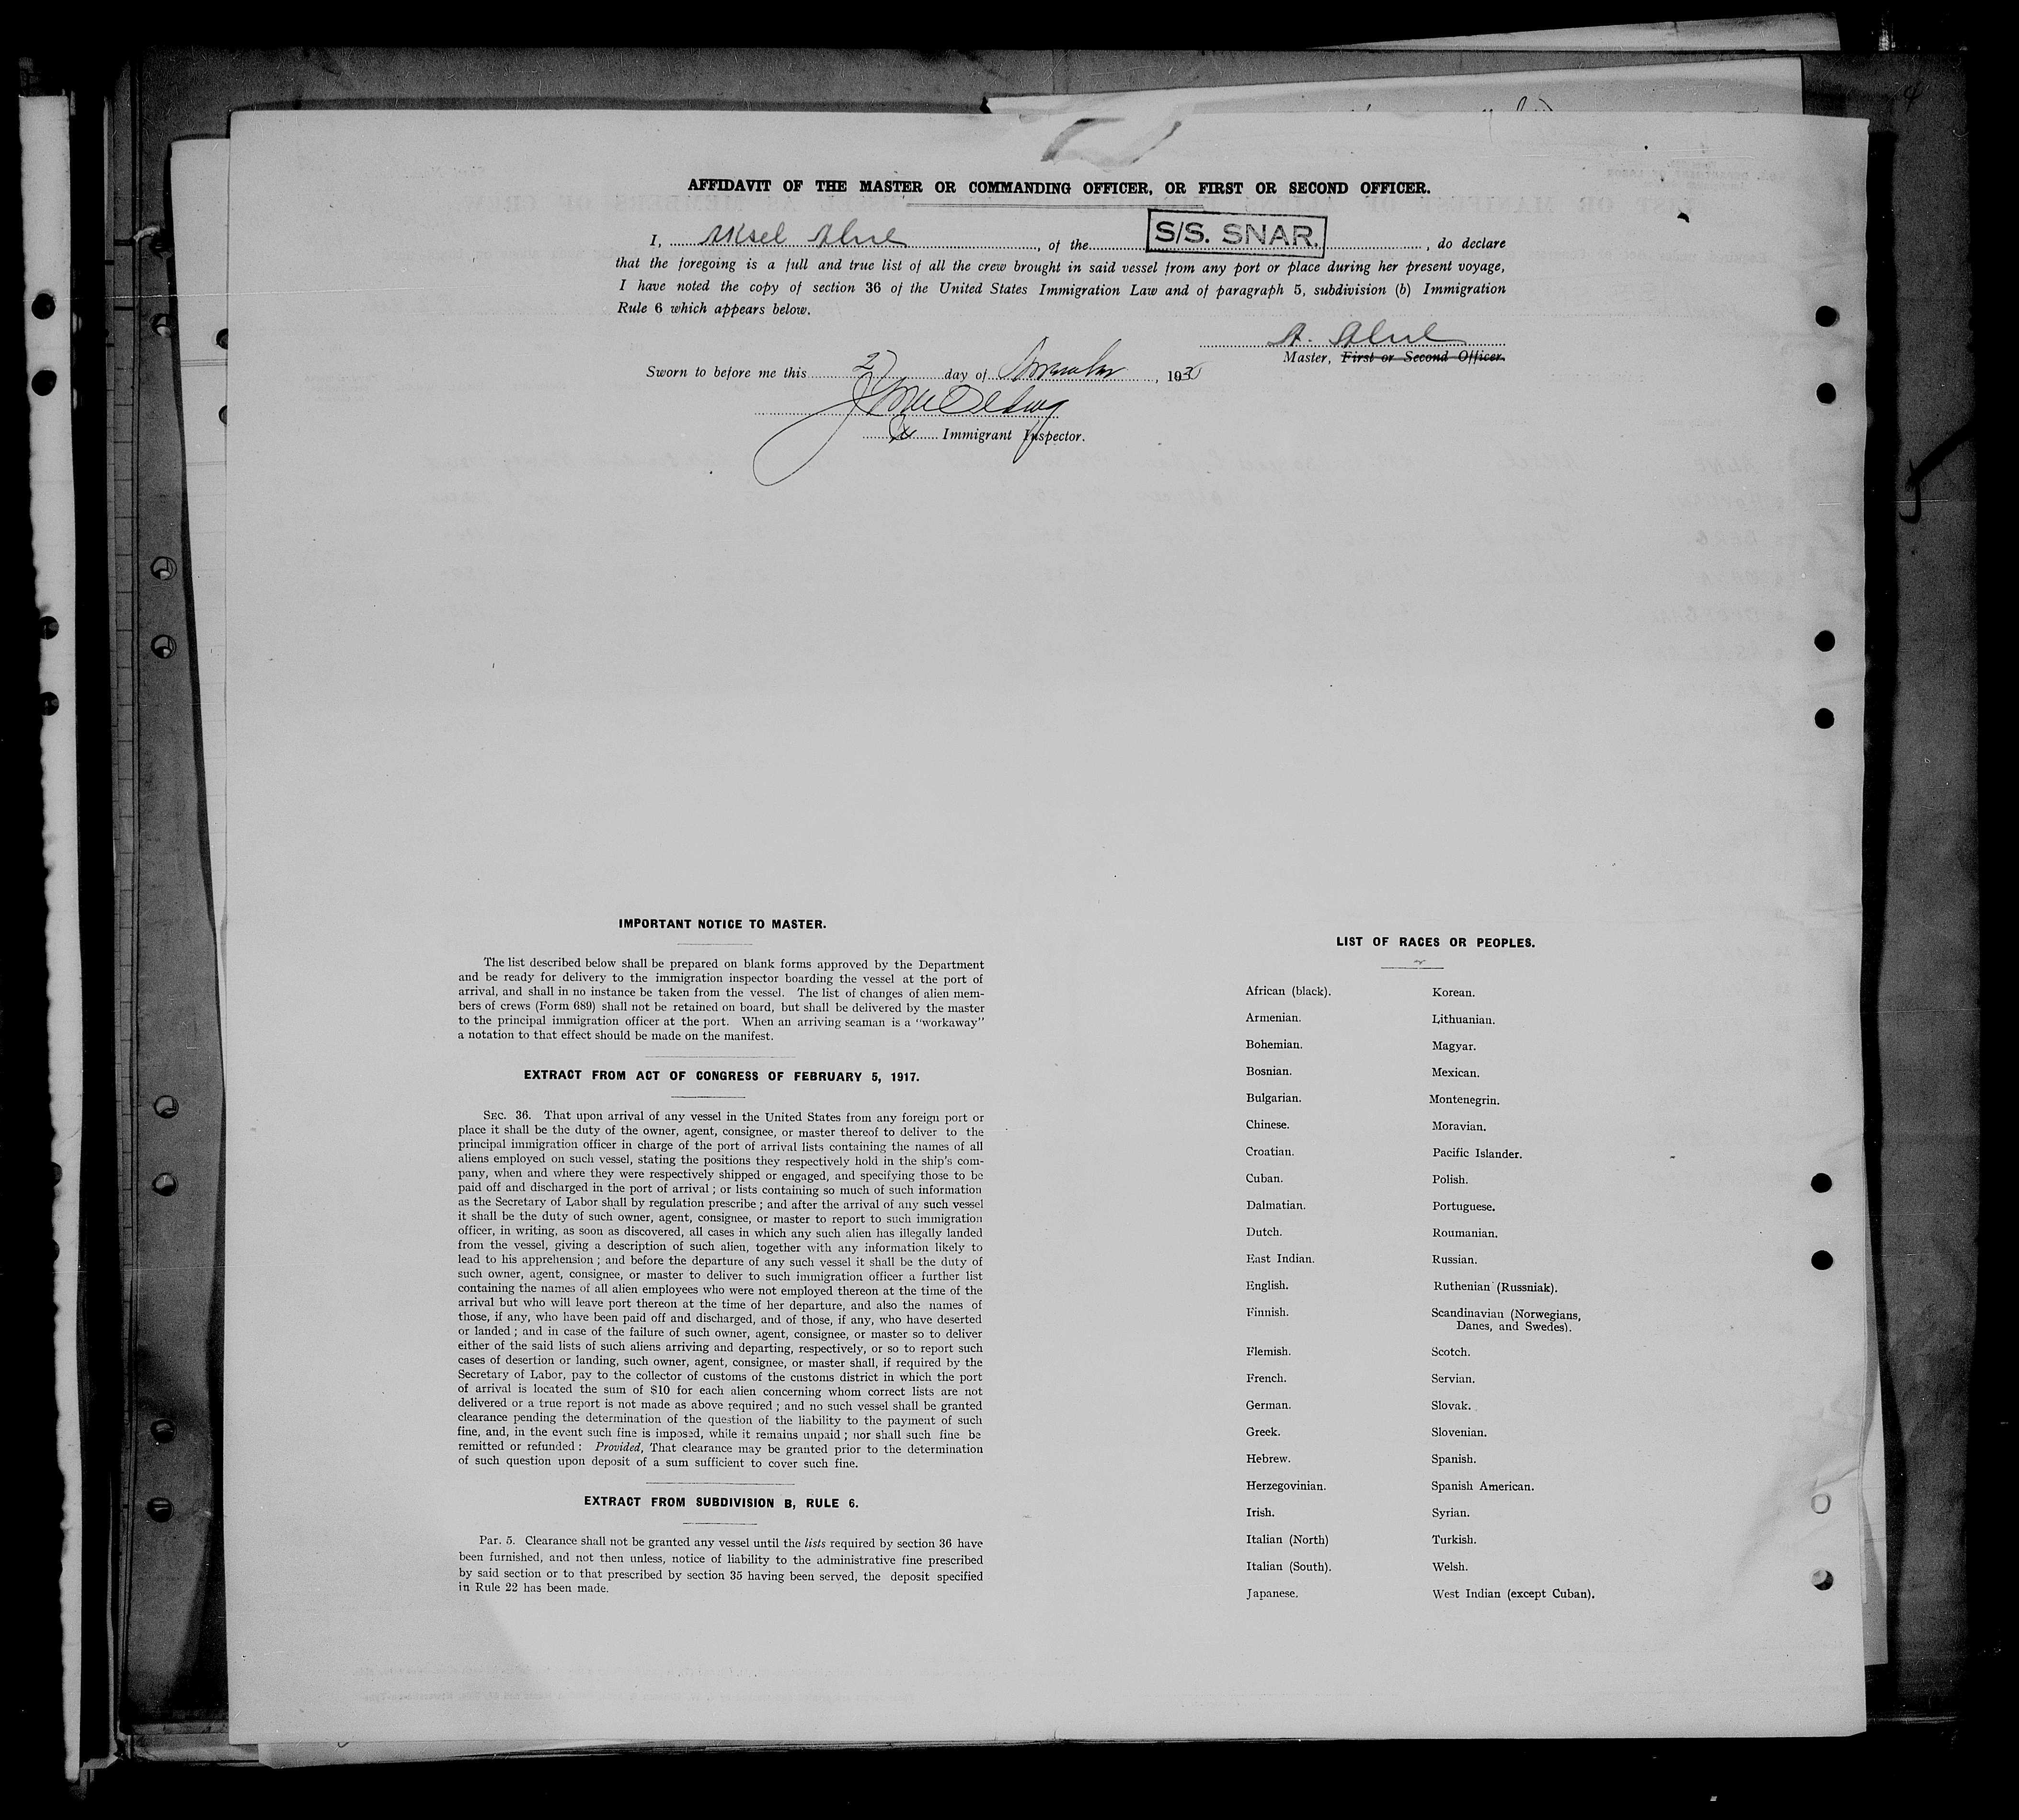 AFFIDAVIT OF THE MASTER OR COMMANDING OFFICER, OR FIRST OR SECOND OFFICER.
I, Aksel Alne, of the S/S. SNAR., do declare
that the foregoing is a full and true list of all the crew brought in said vessel from any port or place during her present voyage,
I have noted the copy of section 36 of the United States Immigration Law and of paragraph 5, subdivision (b) Immigration
Rule 6 which appears below.
A. Alne
Master, First or Second Officer.
Sworn to before me this 27 day of November, 1930
Immigrant Inspector.
IMPORTANT NOTICE TO MASTER.
The list described below shall be prepared on blank forms approved by the Department
and be ready for delivery to the immigration inspector boarding the vessel at the port of
arrival, and shall in no instance be taken from the vessel. The list of changes of alien mem-
bers of crews (Form 689) shall not be retained on board, but shall be delivered by the master
to the principal immigration officer at the port. When an arriving seaman is a "workaway"
a notation to that effect should be made on the manifest.
EXTRACT FROM ACT OF CONGRESS OF FEBRUARY 5, 1917.
SEC. 36. That upon arrival of any vessel in the United States from any foreign port or
place it shall be the duty of the owner, agent, consignee, or master thereof to deliver to the
principal immigration officer in charge of the port of arrival lists containing the names of all
aliens employed on such vessel, stating the positions they respectively hold in the ship's com-
pany, when and where they were respectively shipped or engaged, and specifying those to be
paid off and discharged in the port of arrival; or lists containing so much of such information
as the Secretary of Labor shall by regulation prescribe; and after the arrival of any such vessel
it shall be the duty of such owner, agent, consignee, or master to report to such immigration
officer, in writing, as soon as discovered, all cases in which any such alien has illegally landed
from the vessel, giving a description of such alien, together with any information likely to
lead to his apprehension; and before the departure of any such vessel it shall be the duty of
such owner, agent, consignee, or master to deliver to such immigration officer a further list
containing the names of all alien employees who were not employed thereon at the time of the
arrival but who will leave port thereon at the time of her departure, and also the names of
those, if any, who have been paid off and discharged, and of those, if any, who have deserted
or landed; and in case of the failure of such owner, agent, consignee, or master so to deliver
either of the said lists of such aliens arriving and departing, respectively, or so to report such
cases of desertion or landing, such owner, agent, consignee, or master shall, if required by the
Secretary of Labor, pay to the collector of customs of the customs district in which the port
of arrival is located the sum of $10 for each alien concerning whom correct lists are not
delivered or a true report is not made as above required; and no such vessel shall be granted
clearance pending the determination of the question of the liability to the payment of such
fine, and, in the event such fine is imposed, while it remains unpaid; nor shall such fine be
remitted or refunded: Provided, That clearance may be granted prior to the determination
of such question upon deposit of a sum sufficient to cover such fine.
EXTRACT FROM SUBDIVISION B, RULE 6.
Par. 5. Clearance shall not be granted any vessel until the lists required by section 36 have
been furnished, and not then unless, notice of liability to the administrative fine prescribed
by said section or to that prescribed by section 35 having been served, the deposit specified
in Rule 22 has been made.
LIST OF RACES OR PEOPLES.
African (black). Korean.
Armenian. Lithuanian.
Bohemian. Magyar.
Bosnian. Mexican.
Bulgarian. Montenegrin.
Chinese. Moravian.
Croatian. Pacific Islander.
Cuban. Polish.
Dalmatian. Portuguese.
Dutch. Roumanian.
East Indian. Russian.
English. Ruthenian (Russniak).
Finnish. Scandinavian (Norwegians,
Danes, and Swedes).
Flemish. Scotch.
French. Servian.
German. Slovak.
Greek. Slovenian.
Hebrew. Spanish.
Herzegovinian. Spanish American.
Irish. Syrian.
Italian (North) Turkish.
Italian (South). Welsh.
Japanese. West Indian (except Cuban).